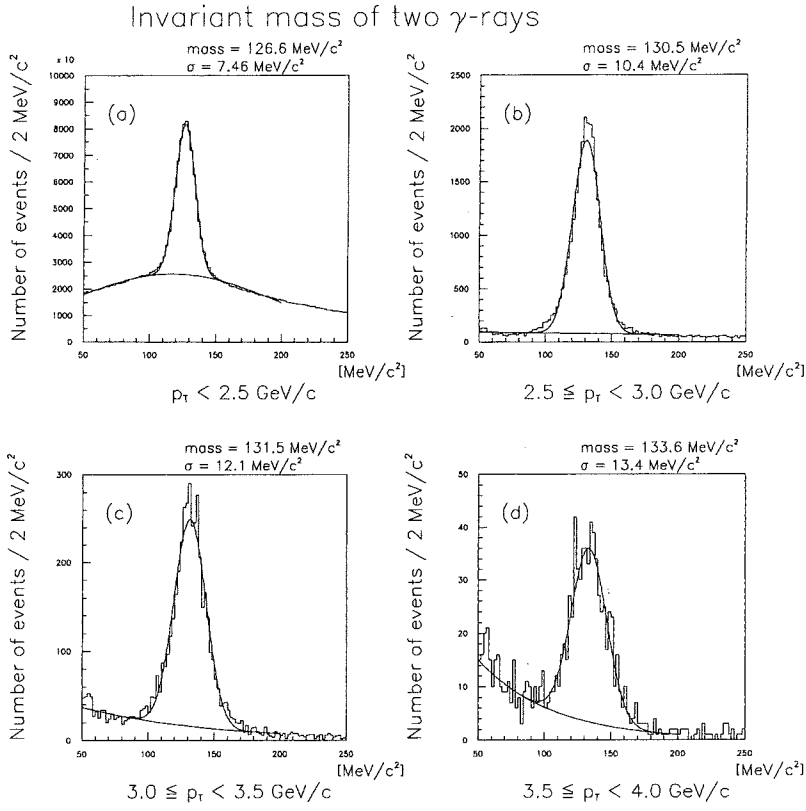 Invariant mass of two γ-rays
mass = 126.6 MeV/c²
σ = 7.46 MeV/c²
x 10
10000
9000
8000
7000
6000
5000
4000
3000
2000
1000
0
(a)
Number of events / 2 MeV/c²
50 100 150 200 250
[MeV/c²]
p_T < 2.5 GeV/c
mass = 130.5 MeV/c²
σ = 10.4 MeV/c²
2500
2000
1500
1000
500
0
(b)
Number of events / 2 MeV/c²
50 100 150 200 250
[MeV/c²]
2.5 ≦ p_T < 3.0 GeV/c
mass = 131.5 MeV/c²
σ = 12.1 MeV/c²
300
200
100
0
(c)
Number of events / 2 MeV/c²
50 100 150 200 250
[MeV/c²]
3.0 ≦ p_T < 3.5 GeV/c
mass = 133.6 MeV/c²
σ = 13.4 MeV/c²
50
40
30
20
10
0
(d)
Number of events / 2 MeV/c²
50 100 150 200 250
[MeV/c²]
3.5 ≦ p_T < 4.0 GeV/c